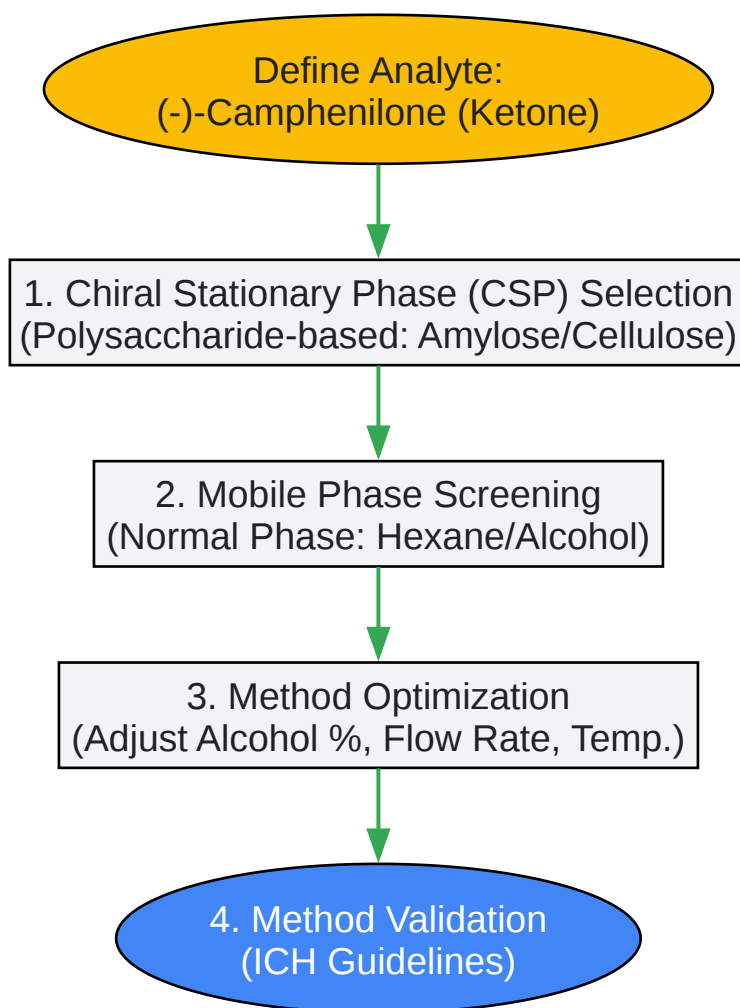 Define Analyte:
(-)-Camphenilone (Ketone)
1. Chiral Stationary Phase (CSP) Selection
(Polysaccharide-based: Amylose/Cellulose)
2. Mobile Phase Screening
(Normal Phase: Hexane/Alcohol)
3. Method Optimization
(Adjust Alcohol %, Flow Rate, Temp.)
4. Method Validation
(ICH Guidelines)